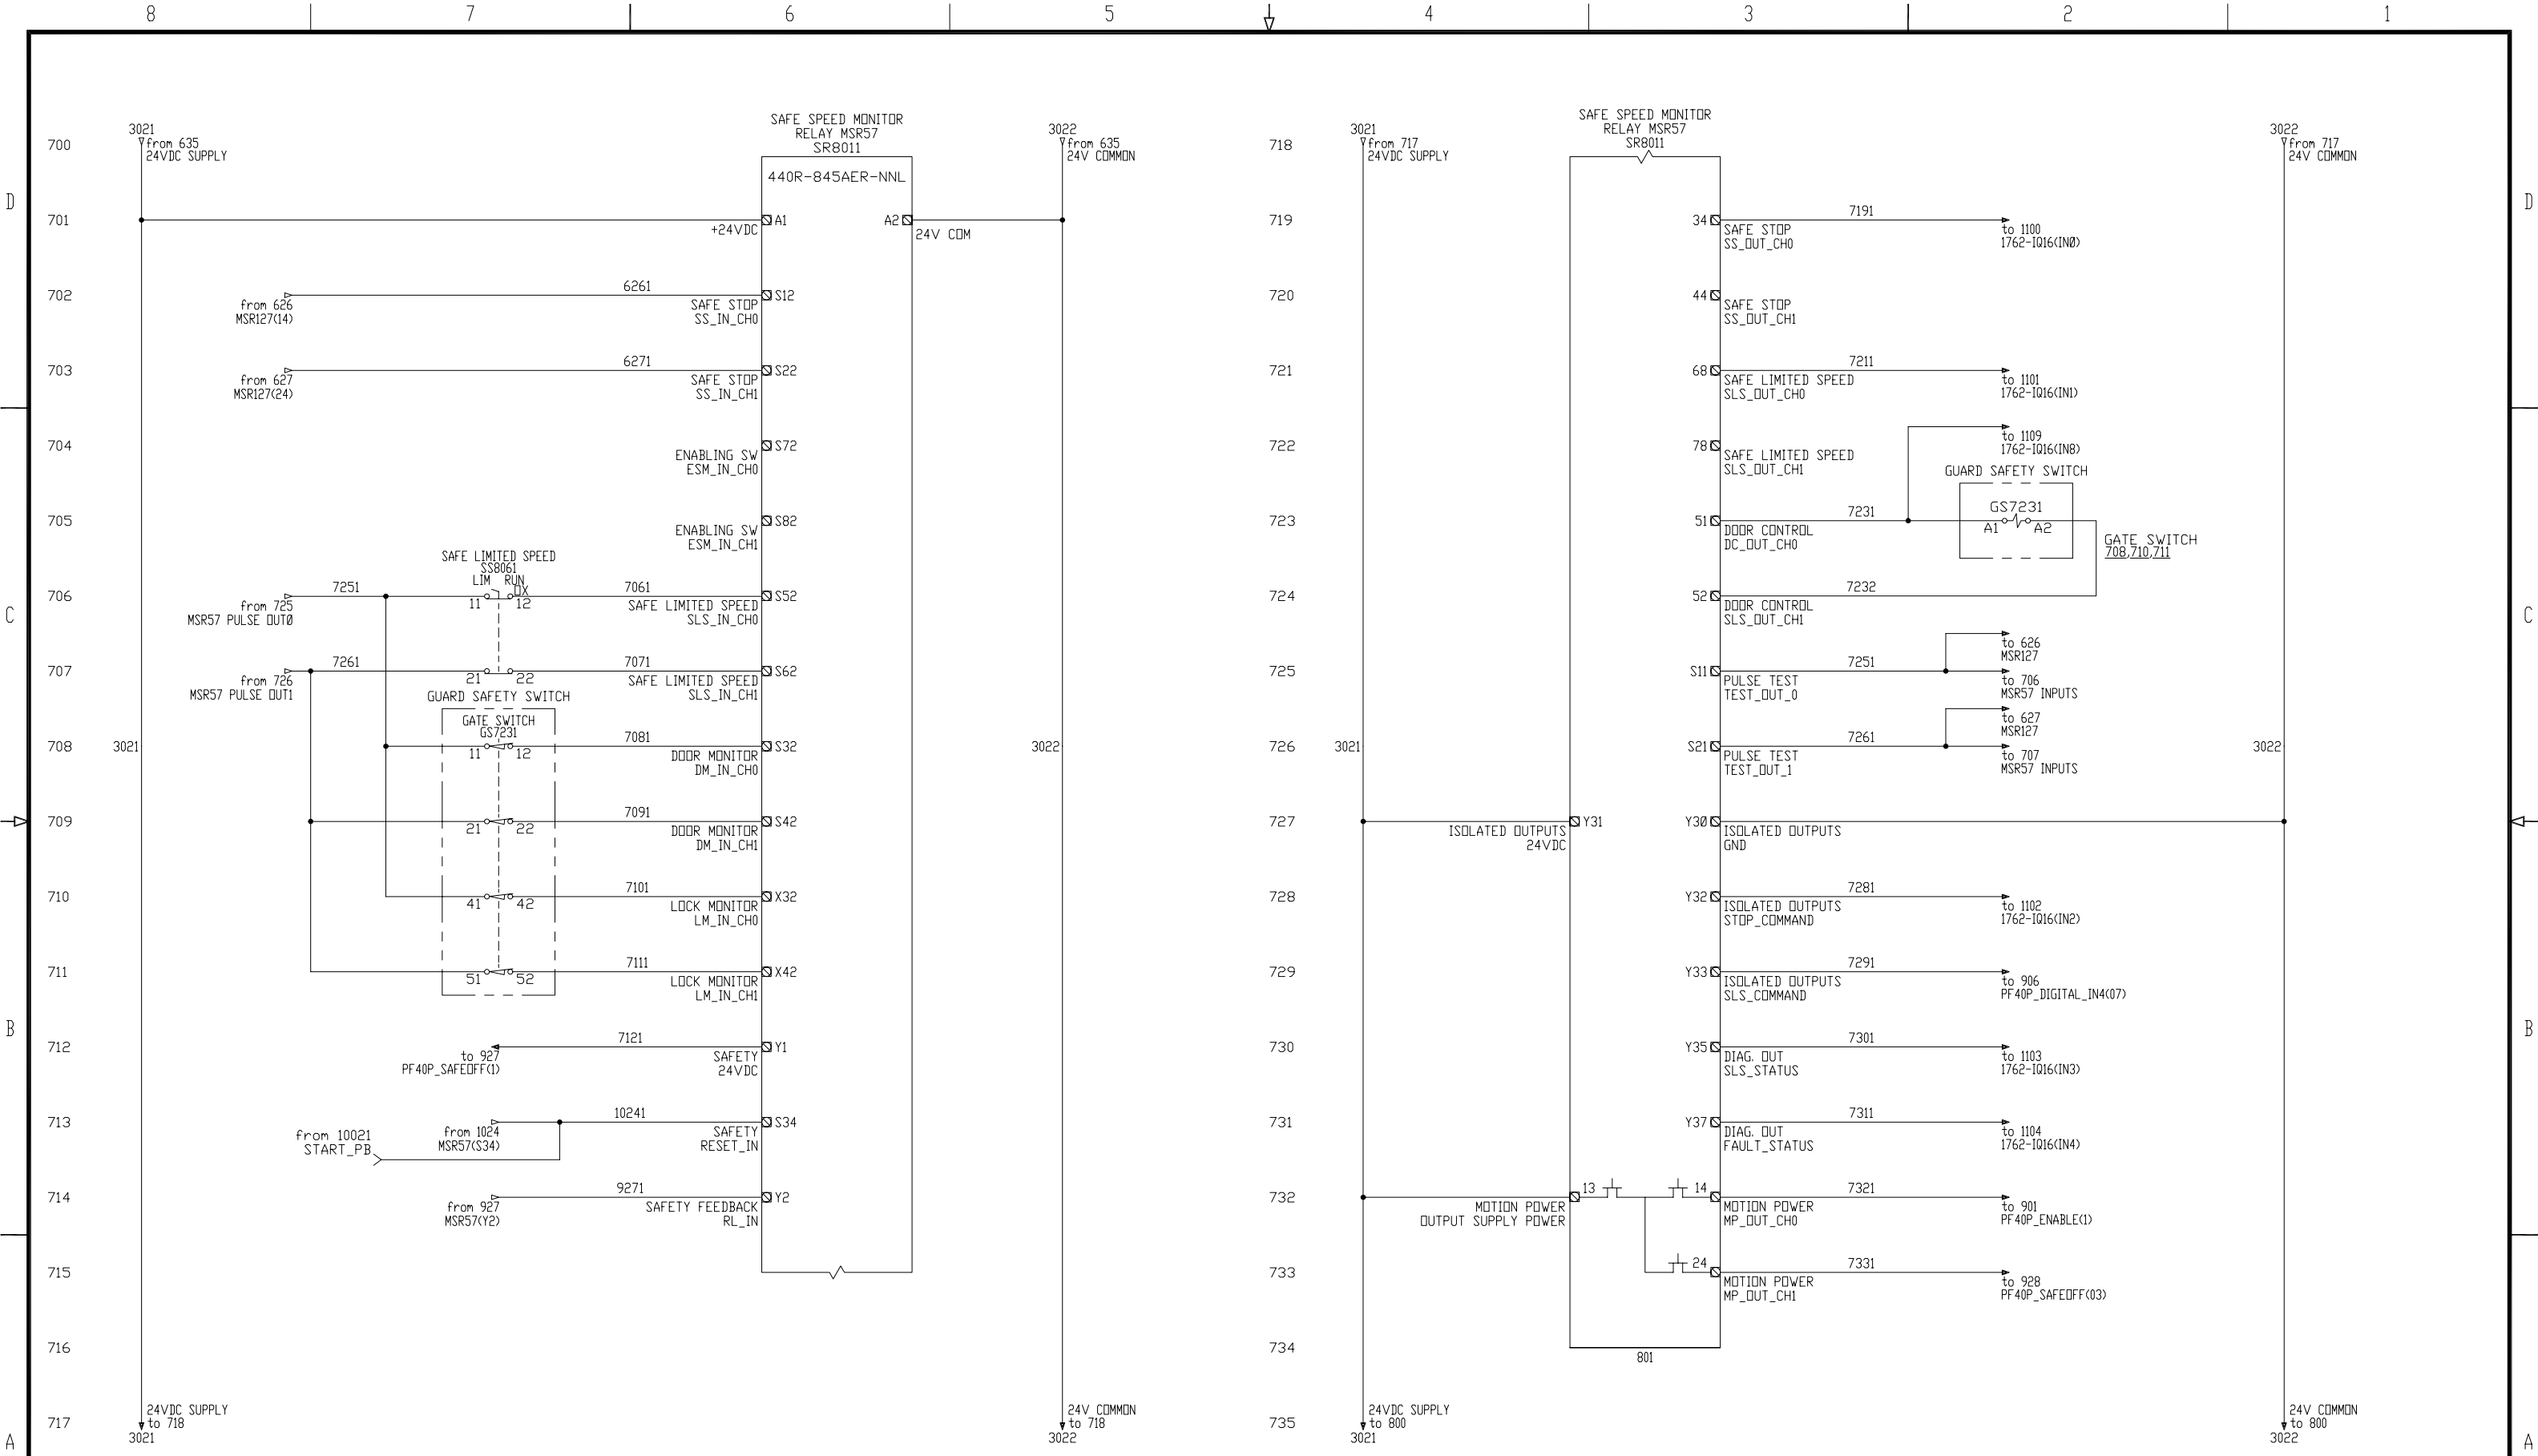 8 7 6 5 4 3 2 1
D
C
B
A
700
3021
from 635
24VDC SUPPLY
SAFE SPEED MONITOR
RELAY MSR57
SR8011
440R-845AER-NNL
3022
from 635
24V COMMON
701
A1
+24VDC
A2
24V COM
702
from 626
MSR127(14)
6261
S12
SAFE STOP
SS_IN_CH0
703
from 627
MSR127(24)
6271
S22
SAFE STOP
SS_IN_CH1
704
S72
ENABLING SW
ESM_IN_CH0
705
S82
ENABLING SW
ESM_IN_CH1
SAFE LIMITED SPEED
SS8061
LIM RUN
OX
706
7251
from 725
MSR57 PULSE OUT0
11 12
7061
S52
SAFE LIMITED SPEED
SLS_IN_CH0
707
7261
from 726
MSR57 PULSE OUT1
21 22
7071
S62
SAFE LIMITED SPEED
SLS_IN_CH1
GUARD SAFETY SWITCH
GATE SWITCH
GS7231
708
3021
11 12
7081
S32
DOOR MONITOR
DM_IN_CH0
3022
709
21 22
7091
S42
DOOR MONITOR
DM_IN_CH1
710
41 42
7101
X32
LOCK MONITOR
LM_IN_CH0
711
51 52
7111
X42
LOCK MONITOR
LM_IN_CH1
712
to 927
PF40P_SAFEOFF(1)
7121
Y1
SAFETY
24VDC
713
from 1024
MSR57(S34)
from 10021
START_PB
10241
S34
SAFETY
RESET_IN
714
from 927
MSR57(Y2)
9271
Y2
SAFETY FEEDBACK
RL_IN
715
716
717
24VDC SUPPLY
to 718
3021
24V COMMON
to 718
3022
718
3021
from 717
24VDC SUPPLY
SAFE SPEED MONITOR
RELAY MSR57
SR8011
3022
from 717
24V COMMON
719
34
SAFE STOP
SS_OUT_CH0
7191
to 1100
1762-IQ16(IN0)
720
44
SAFE STOP
SS_OUT_CH1
721
68
SAFE LIMITED SPEED
SLS_OUT_CH0
7211
to 1101
1762-IQ16(IN1)
722
78
SAFE LIMITED SPEED
SLS_OUT_CH1
to 1109
1762-IQ16(IN8)
GUARD SAFETY SWITCH
723
51
DOOR CONTROL
DC_OUT_CH0
7231
GS7231
A1 A2
GATE SWITCH
708,710,711
724
52
DOOR CONTROL
SLS_OUT_CH1
7232
725
S11
PULSE TEST
TEST_OUT_0
7251
to 626
MSR127
to 706
MSR57 INPUTS
726
3021
S21
PULSE TEST
TEST_OUT_1
7261
to 627
MSR127
to 707
MSR57 INPUTS
3022
727
ISOLATED OUTPUTS
24VDC
Y31
Y30
ISOLATED OUTPUTS
GND
728
Y32
ISOLATED OUTPUTS
STOP_COMMAND
7281
to 1102
1762-IQ16(IN2)
729
Y33
ISOLATED OUTPUTS
SLS_COMMAND
7291
to 906
PF40P_DIGITAL_IN4(07)
730
Y35
DIAG. OUT
SLS_STATUS
7301
to 1103
1762-IQ16(IN3)
731
Y37
DIAG. OUT
FAULT_STATUS
7311
to 1104
1762-IQ16(IN4)
732
MOTION POWER
OUTPUT SUPPLY POWER
13
14
MOTION POWER
MP_OUT_CH0
7321
to 901
PF40P_ENABLE(1)
733
24
MOTION POWER
MP_OUT_CH1
7331
to 928
PF40P_SAFEOFF(03)
734
801
735
24VDC SUPPLY
to 800
3021
24V COMMON
to 800
3022
D
C
B
A